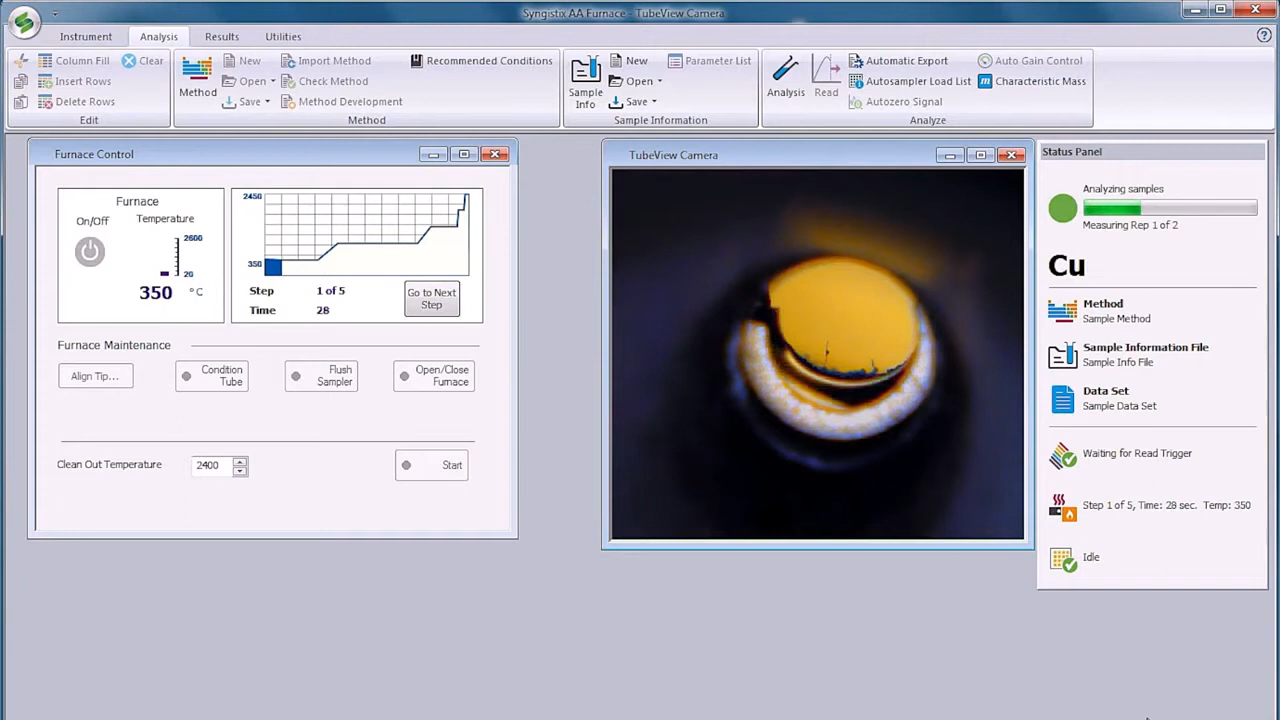 Syngistix AA Furnace - TubeView Camera
Instrument Analysis Results Utilities
Column Fill Clear
Insert Rows
Delete Rows
Edit
Method
New
Open
Save
Import Method
Check Method
Method Development
Recommended Conditions
Method
Sample Info
New
Open
Save
Parameter List
Sample Information
Analysis
Read
Automatic Export
Autosampler Load List
Autozero Signal
Auto Gain Control
Characteristic Mass
Analyze
Furnace Control
Furnace
On/Off
Temperature
2600
20
350 °C
2450
350
Step 1 of 5
Time 28
Go to Next
Step
Furnace Maintenance
Align Tip...
Condition
Tube
Flush
Sampler
Open/Close
Furnace
Clean Out Temperature 2400
Start
TubeView Camera
Status Panel
Analyzing samples
Measuring Rep 1 of 2
Cu
Method
Sample Method
Sample Information File
Sample Info File
Data Set
Sample Data Set
Waiting for Read Trigger
Step 1 of 5, Time: 28 sec. Temp: 350
Idle